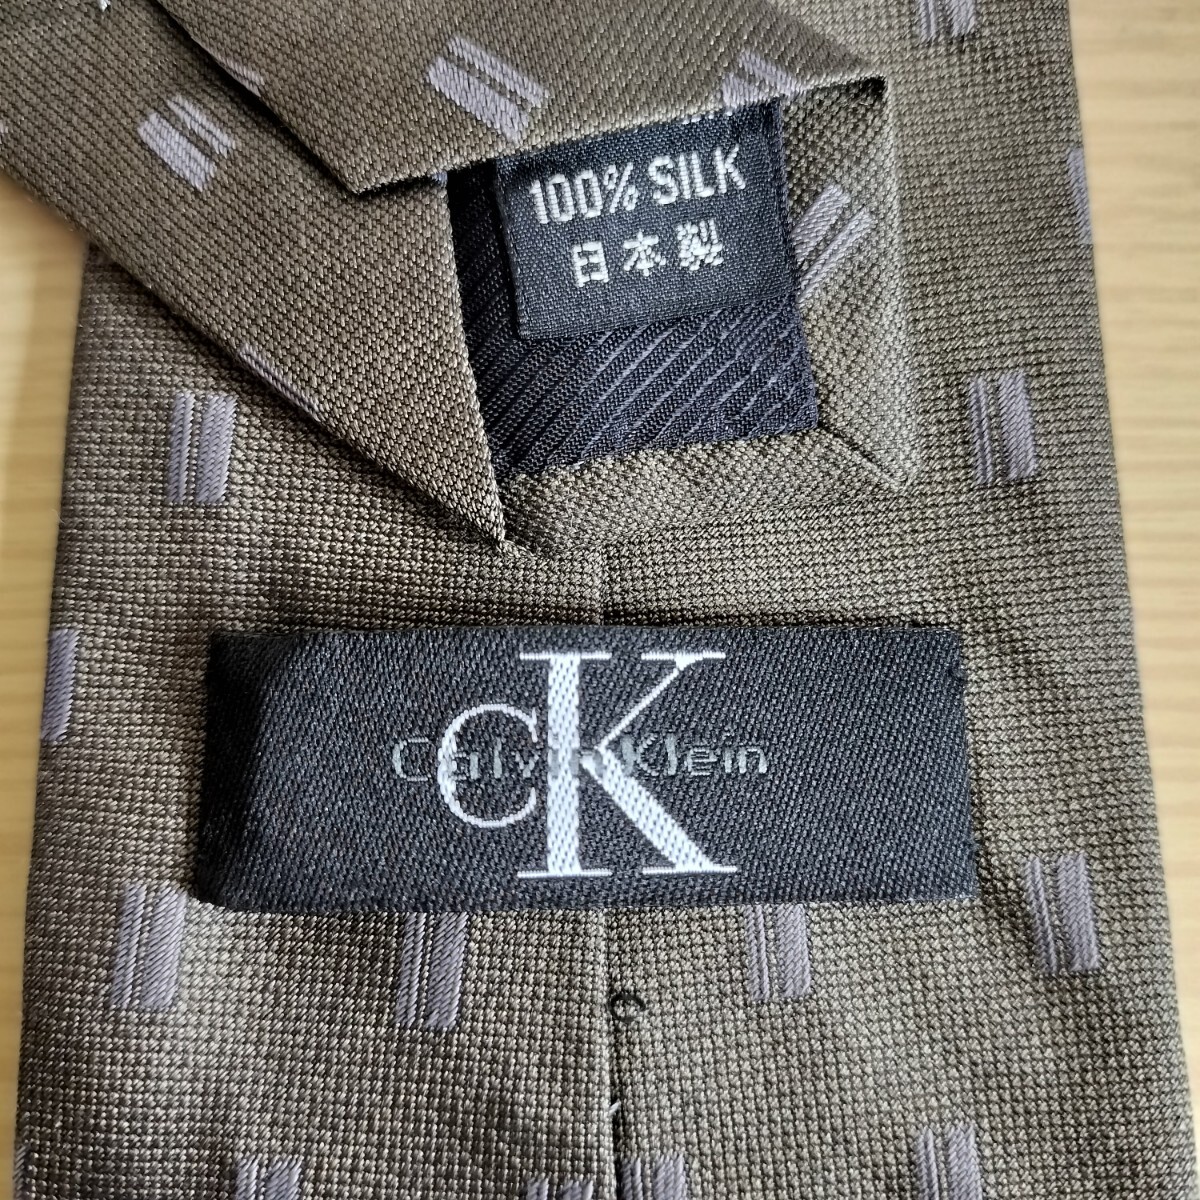 100% SILK
日本製
CK
Calvin Klein